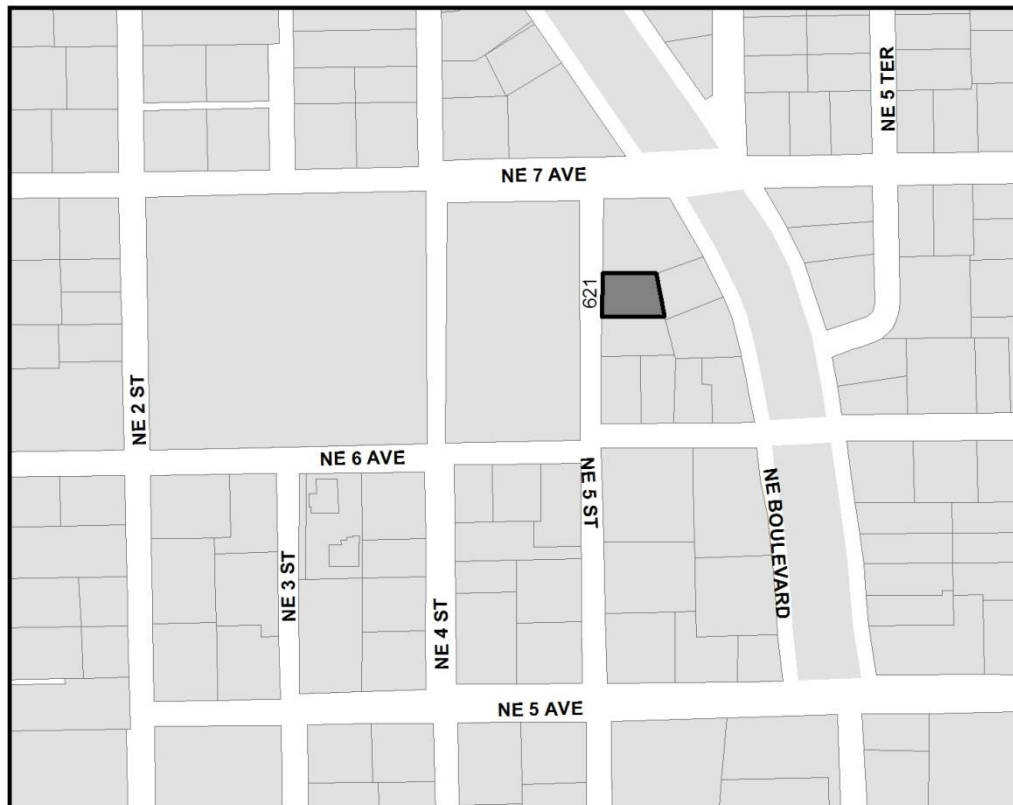 NE 5 TER
NE 7 AVE
621
NE 2 ST
NE 6 AVE
NE 5 ST
NE BOULEVARD
NE 3 ST
NE 4 ST
NE 5 AVE